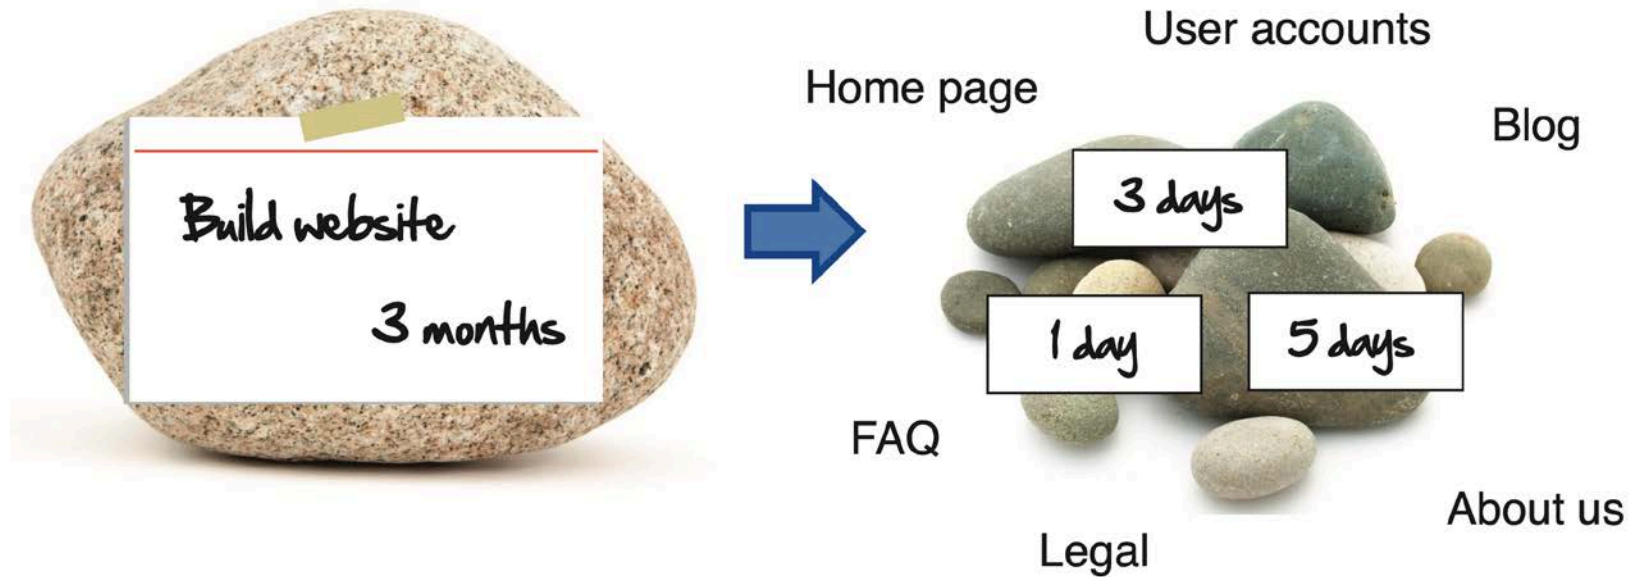 Build website
3 months
User accounts
Home page
Blog
3 days
1 day
5 days
FAQ
About us
Legal